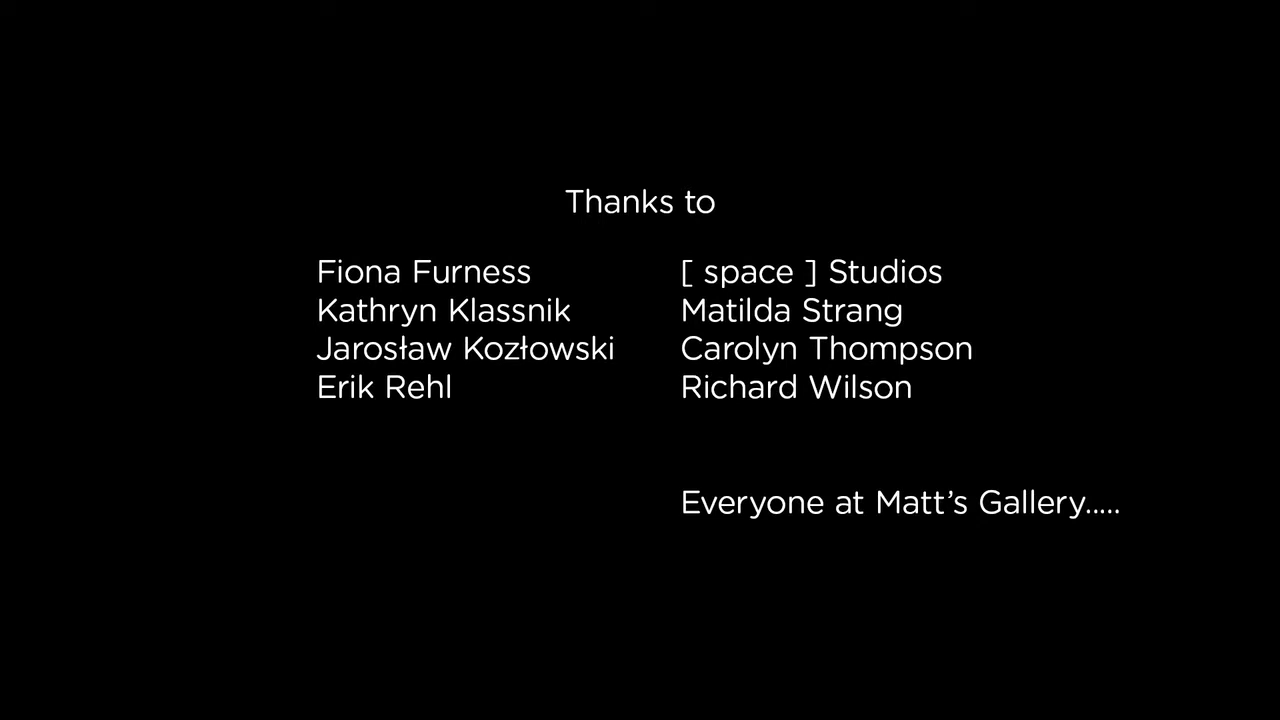 Thanks to
Fiona Furness
Kathryn Klassnik
Jarosław Kozłowski
Erik Rehl
[ space ] Studios
Matilda Strang
Carolyn Thompson
Richard Wilson
Everyone at Matt’s Gallery.....